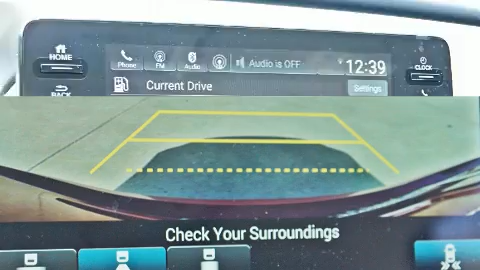 HOME
Phone FM Audio Audio is OFF 12:39 CLOCK
BACK Current Drive Settings
Check Your Surroundings